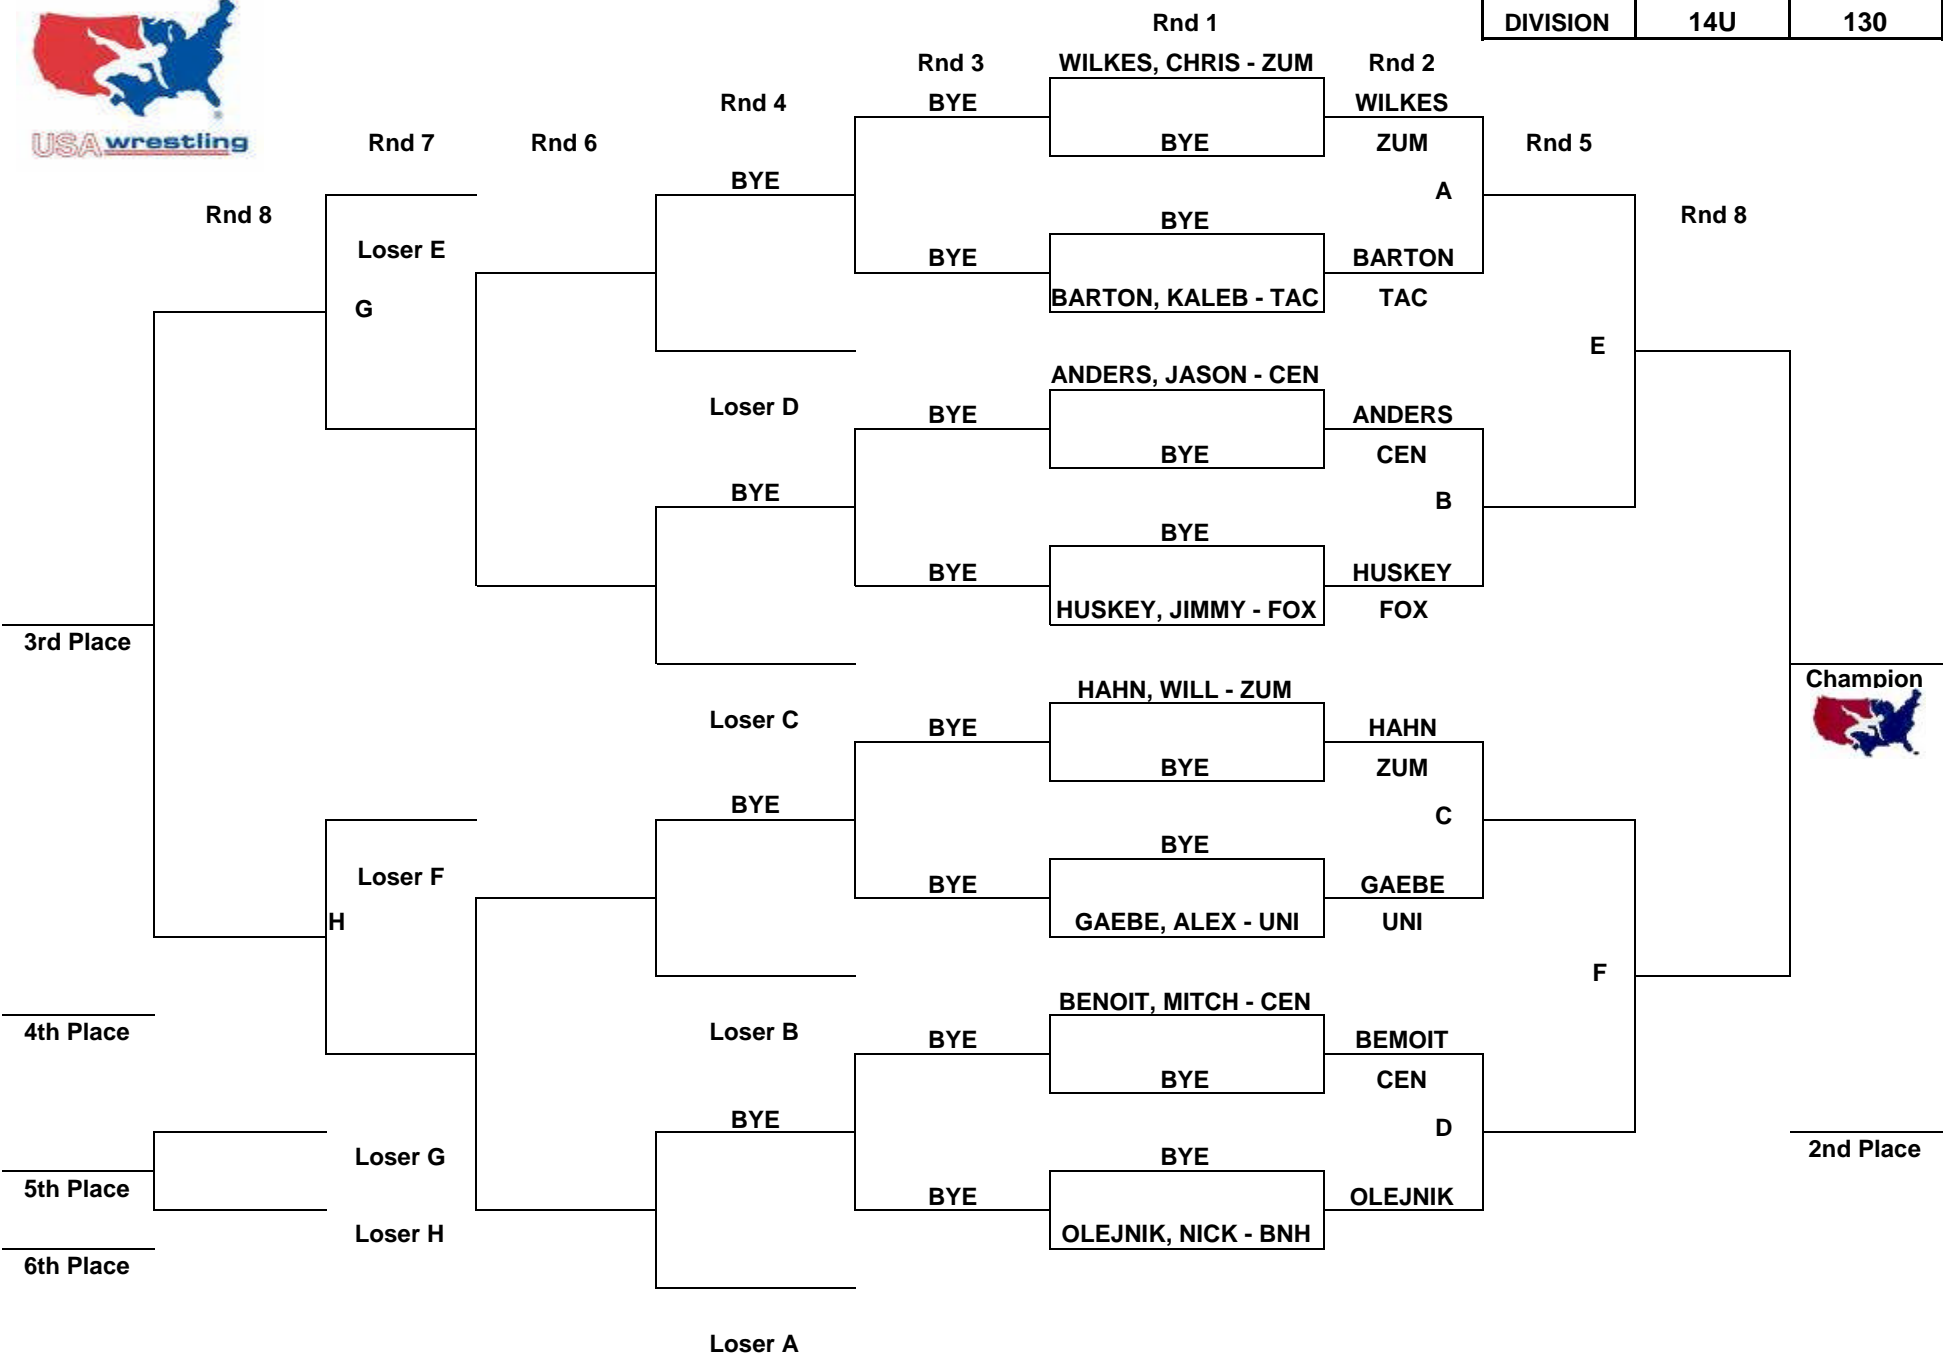 Rnd 1
DIVISION 14U 130
Rnd 3 WILKES, CHRIS - ZUM Rnd 2
Rnd 4 BYE WILKES
USA wrestling Rnd 7 Rnd 6 BYE ZUM Rnd 5
BYE
A
Rnd 8 BYE Rnd 8
Loser E BYE BARTON
G BARTON, KALEB - TAC TAC
E
ANDERS, JASON - CEN
Loser D BYE ANDERS
BYE CEN
BYE B
BYE
BYE HUSKEY
HUSKEY, JIMMY - FOX FOX
3rd Place
HAHN, WILL - ZUM Champion
Loser C BYE HAHN
BYE ZUM
BYE C
BYE
Loser F BYE GAEBE
H GAEBE, ALEX - UNI UNI
F
BENOIT, MITCH - CEN
4th Place Loser B BYE BEMOIT
BYE CEN
BYE D
Loser G BYE 2nd Place
5th Place BYE OLEJNIK
Loser H OLEJNIK, NICK - BNH
6th Place
Loser A